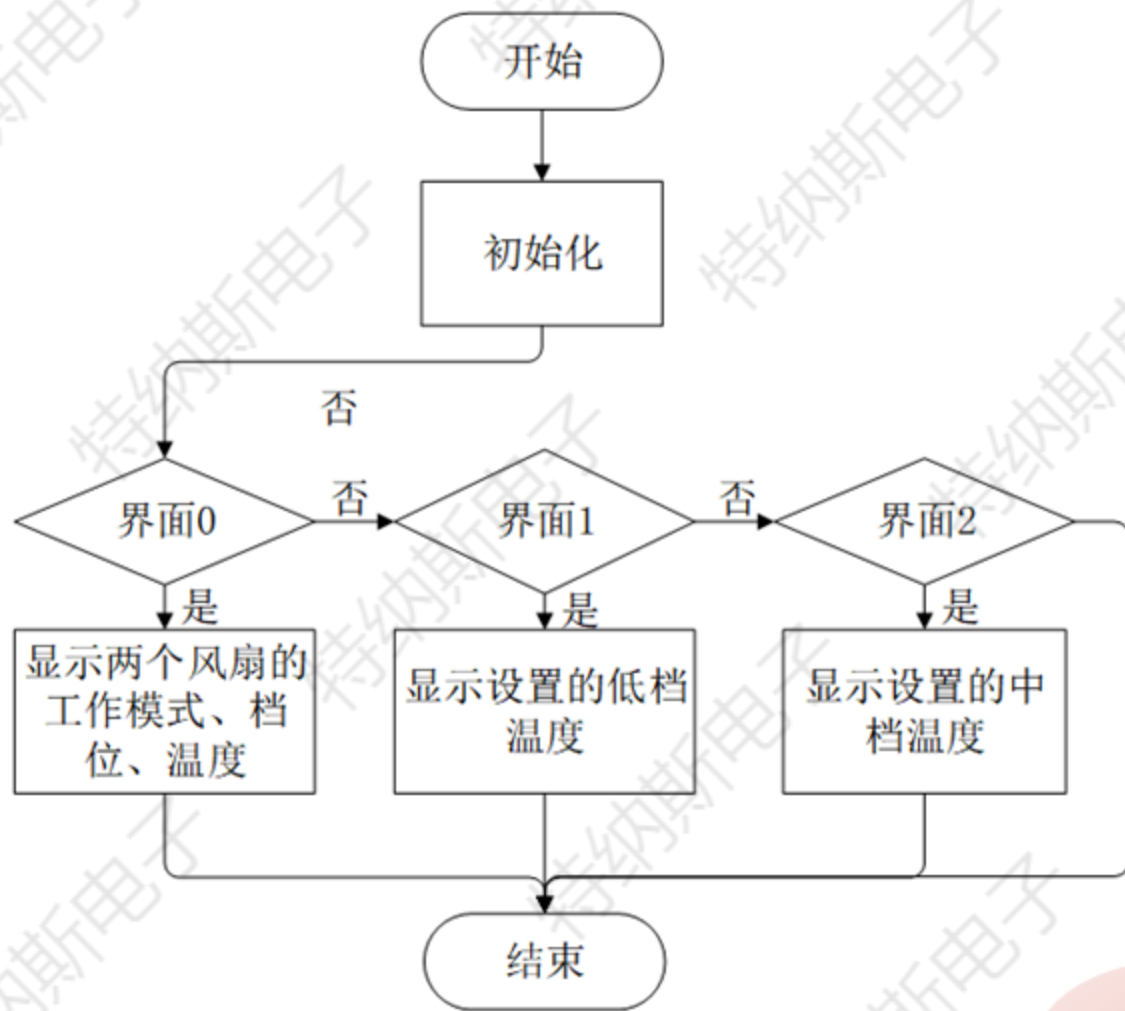 开始
初始化
否
界面0
否
界面1
否
界面2
是
是
是
显示两个风扇的
工作模式、档
位、温度
显示设置的低档
温度
显示设置的中
档温度
结束
特纳斯电子
特纳斯电子
特纳斯电子
特纳斯电子